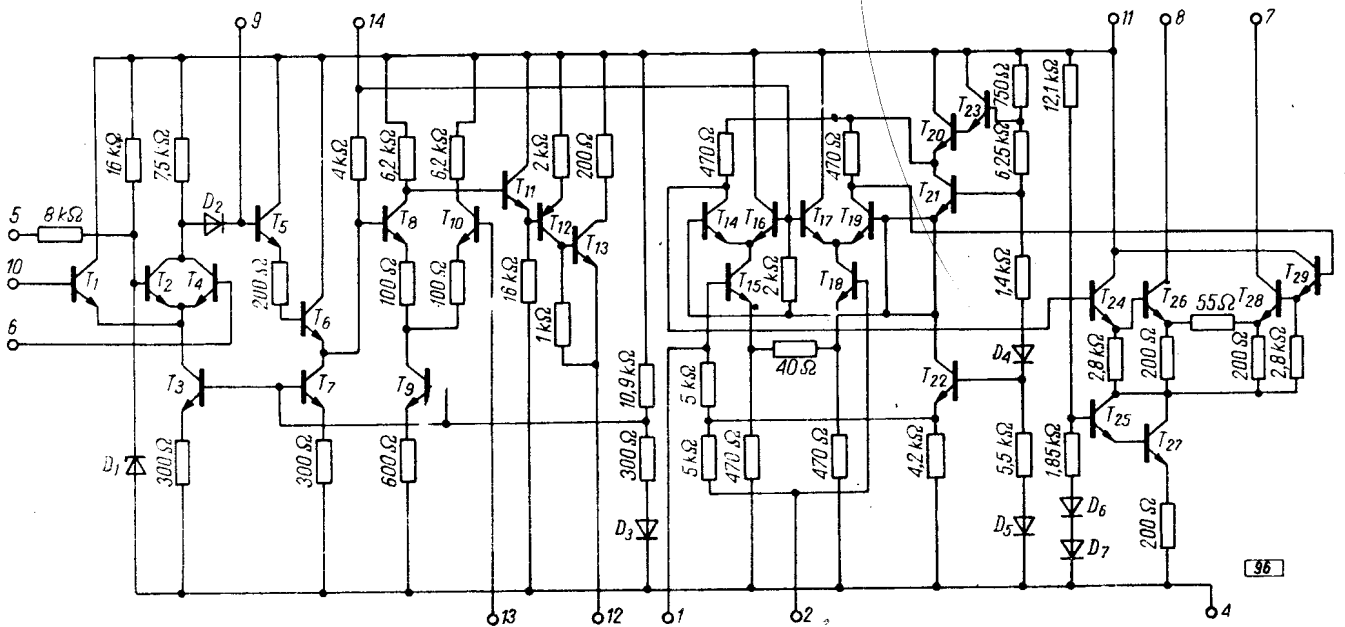 9 14 11 8 7
16 kΩ 7,5 kΩ 4 kΩ 6,2 kΩ 6,2 kΩ 2 kΩ 200 Ω 470 Ω 470 Ω 750 Ω 12,1 kΩ
T20 T23 6,25 kΩ
5 8 kΩ D2 T5 T8 T10 T11 T12 T13 T14 T16 T17 T19 T21
10 T1 T2 T4 200 Ω 100 Ω 100 Ω 16 kΩ 1 kΩ T15 2 kΩ T18 1,4 kΩ T24 T26 55 Ω T28 T29
6 T6 40 Ω D4 2,8 kΩ 200 Ω 200 Ω 2,8 kΩ
T3 T7 T9 10,9 kΩ 5 kΩ T22 T25 T27
D1 300 Ω 300 Ω 600 Ω 300 Ω 5 kΩ 470 Ω 470 Ω 4,2 kΩ 5,5 kΩ 1,85 kΩ
D3 D5 D6 D7 200 Ω
96
13 12 1 2 4